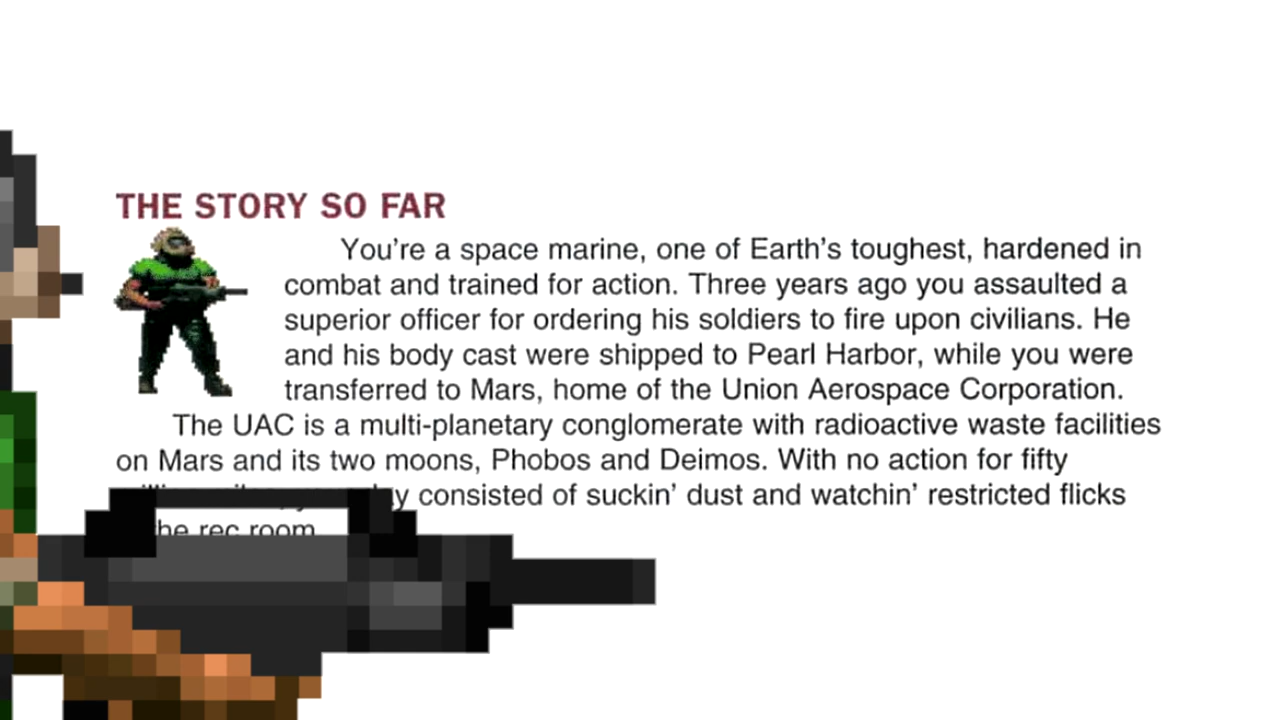 THE STORY SO FAR
You're a space marine, one of Earth's toughest, hardened in
combat and trained for action. Three years ago you assaulted a
superior officer for ordering his soldiers to fire upon civilians. He
and his body cast were shipped to Pearl Harbor, while you were
transferred to Mars, home of the Union Aerospace Corporation.
The UAC is a multi-planetary conglomerate with radioactive waste facilities
on Mars and its two moons, Phobos and Deimos. With no action for fifty
consisted of suckin' dust and watchin' restricted flicks
rec room.